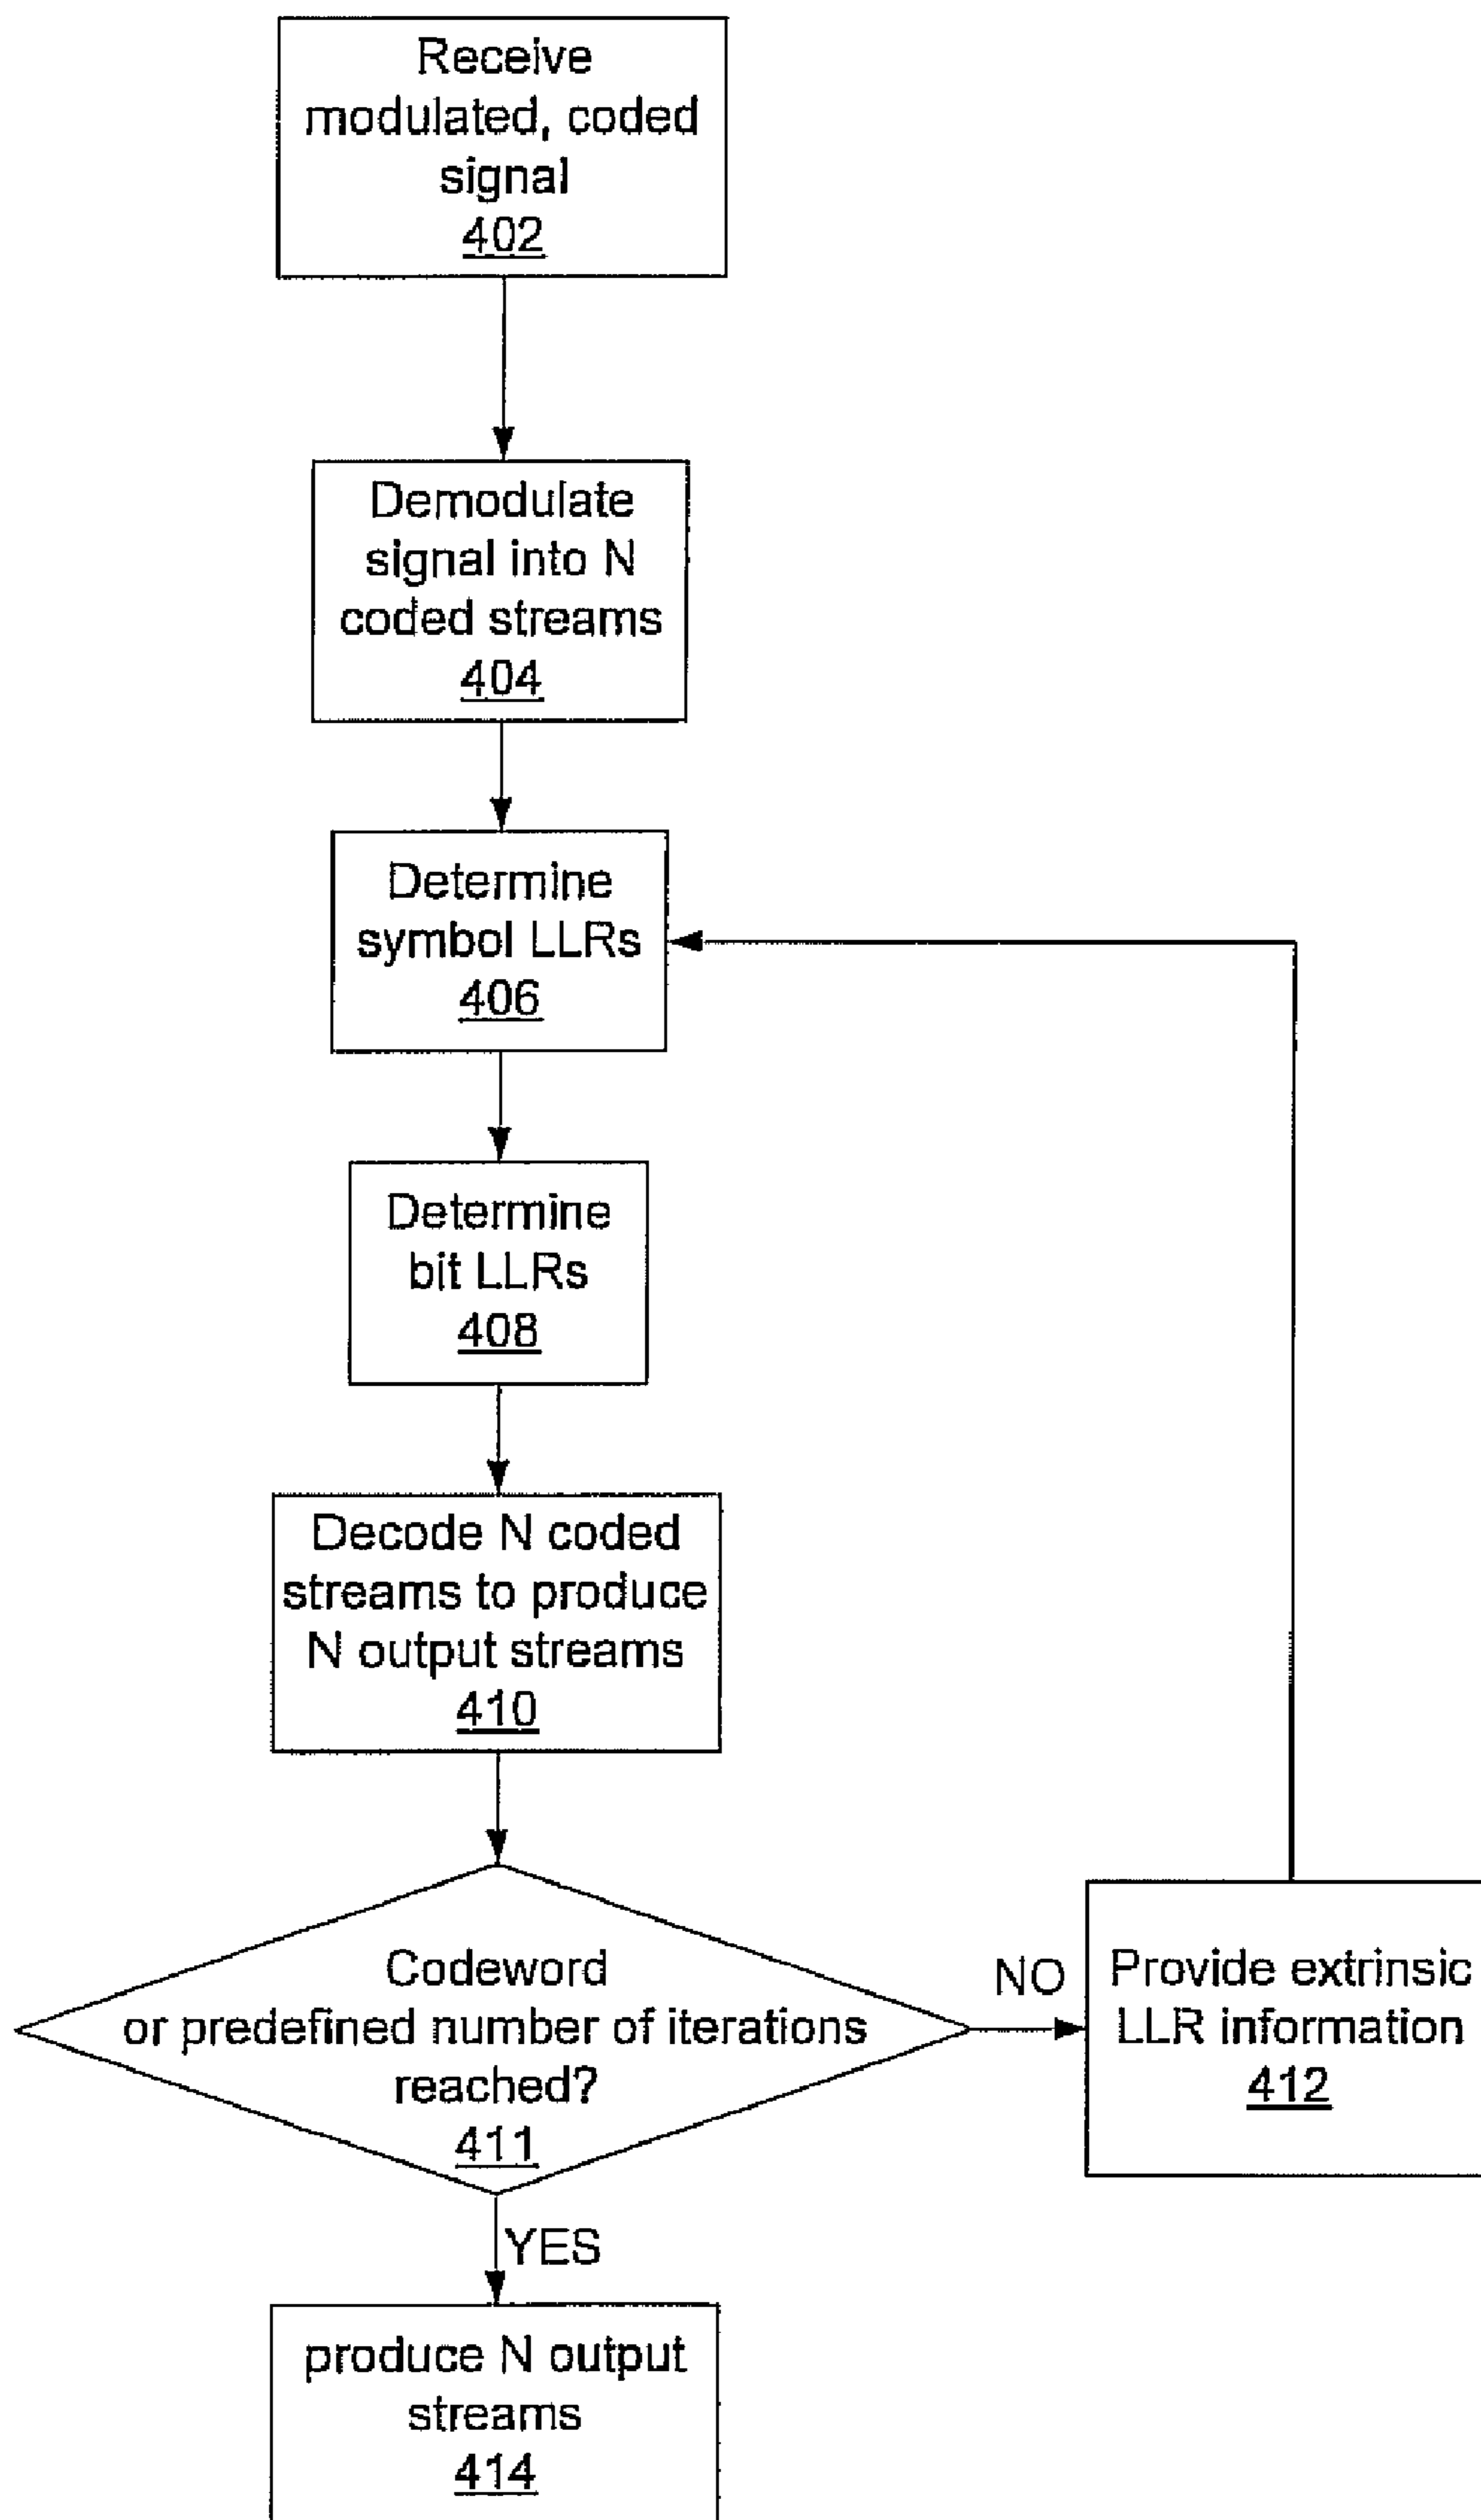 Receive
modulated, coded
signal
402
Demodulate
signal into N
coded streams
404
Determine
symbol LLRs
406
Determine
bit LLRs
408
Decode N coded
streams to produce
N output streams
410
Codeword
or predefined number of iterations
reached?
411
NO
Provide extrinsic
LLR information
412
YES
produce N output
streams
414